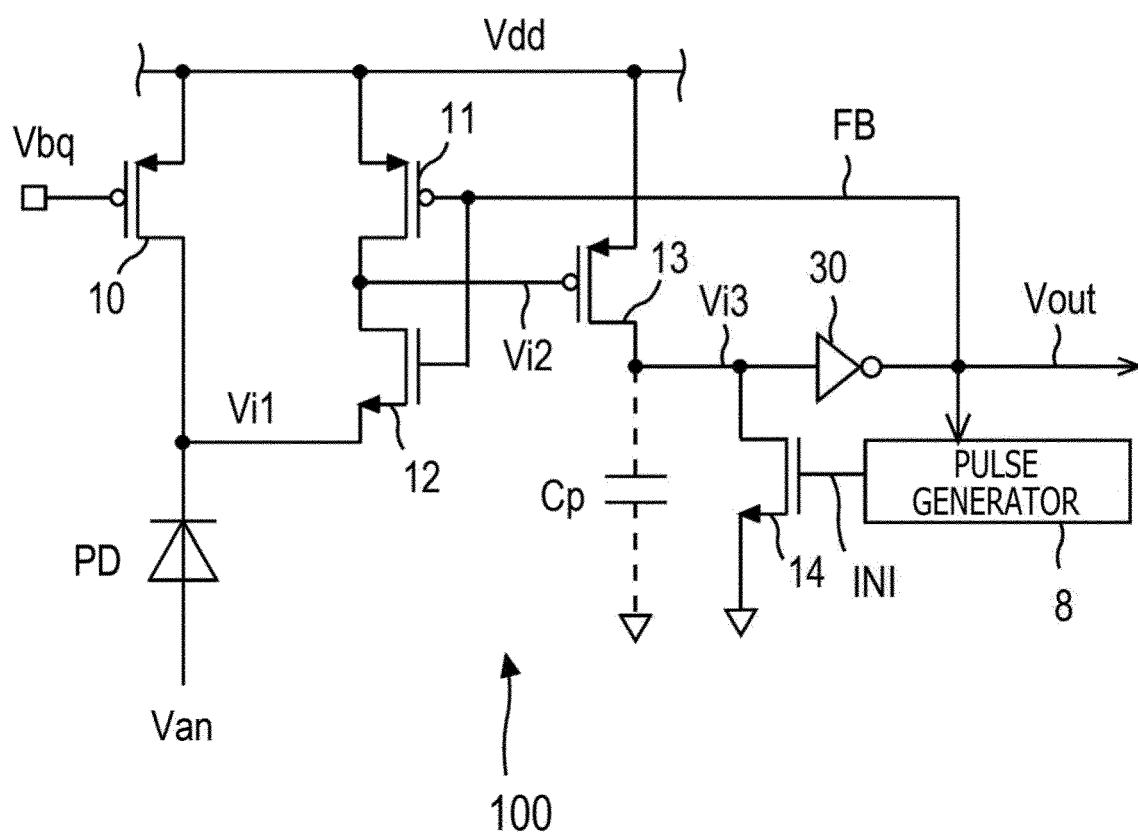 Vdd
11
Vbq
FB
10
13
30
Vi3
Vout
Vi2
Vi1
12
PULSE
GENERATOR
Cp
PD
14
INI
8
Van
100